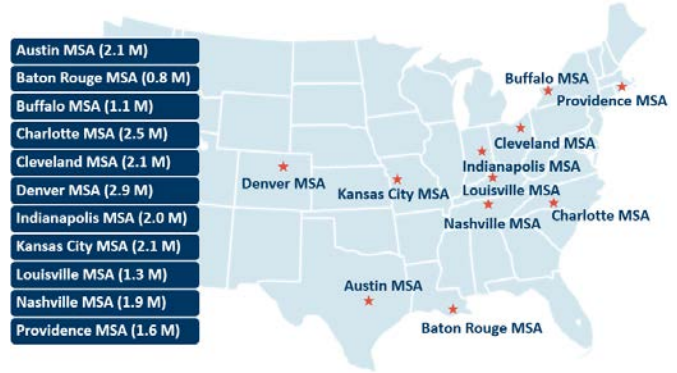 Austin MSA (2.1 M)
Baton Rouge MSA (0.8 M)
Buffalo MSA (1.1 M)
Charlotte MSA (2.5 M)
Cleveland MSA (2.1 M)
Denver MSA (2.9 M)
Indianapolis MSA (2.0 M)
Kansas City MSA (2.1 M)
Louisville MSA (1.3 M)
Nashville MSA (1.9 M)
Providence MSA (1.6 M)
Buffalo MSA
Providence MSA
Cleveland MSA
Indianapolis MSA
Denver MSA
Kansas City MSA
Louisville MSA
Nashville MSA
Charlotte MSA
Austin MSA
Baton Rouge MSA